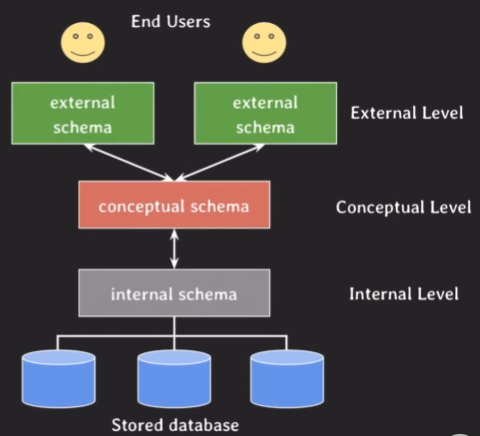 End Users
external
schema
external
schema
External Level
conceptual schema
Conceptual Level
internal schema
Internal Level
Stored database